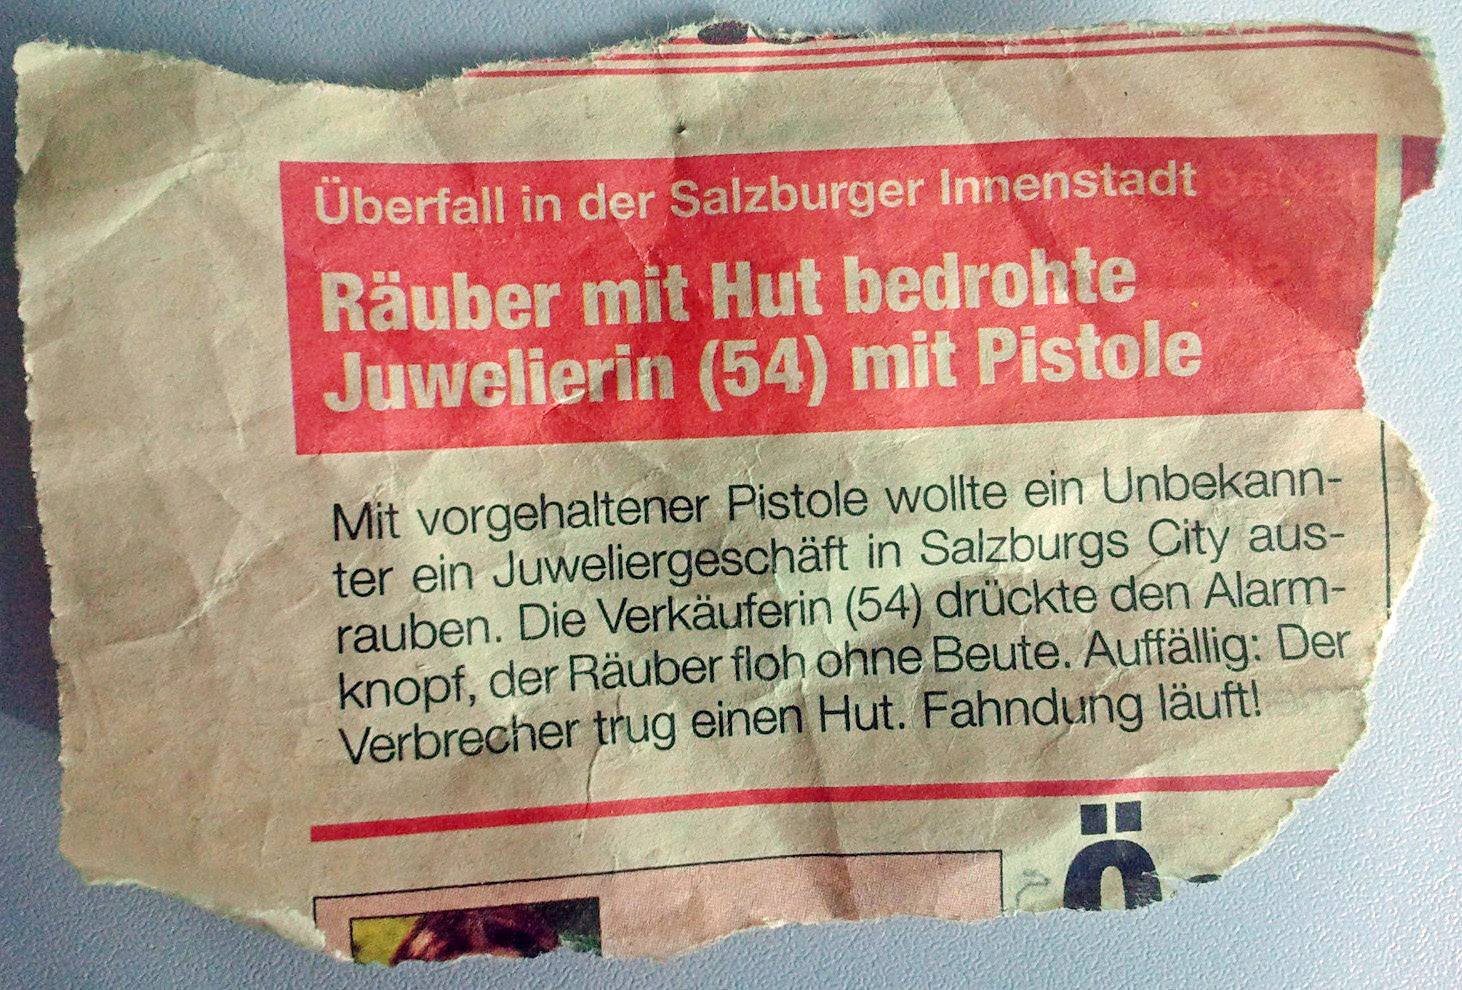 Überfall in der Salzburger Innenstadt
Räuber mit Hut bedrohte
Juwelierin (54) mit Pistole
Mit vorgehaltener Pistole wollte ein Unbekann-
ter ein Juweliergeschäft in Salzburgs City aus-
rauben. Die Verkäuferin (54) drückte den Alarm-
knopf, der Räuber floh ohne Beute. Auffällig: Der
Verbrecher trug einen Hut. Fahndung läuft!
Ö